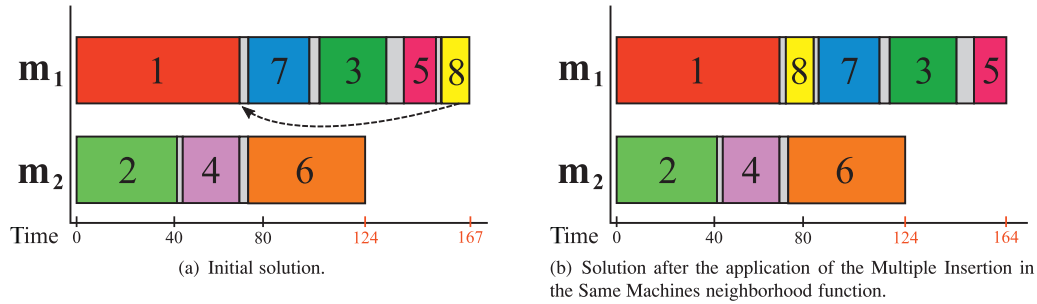 m1 1 7 3 5 8
m2 2 4 6
Time 0 40 80 124 167
(a) Initial solution.
m1 1 8 7 3 5
m2 2 4 6
Time 0 40 80 124 164
(b) Solution after the application of the Multiple Insertion in
the Same Machines neighborhood function.